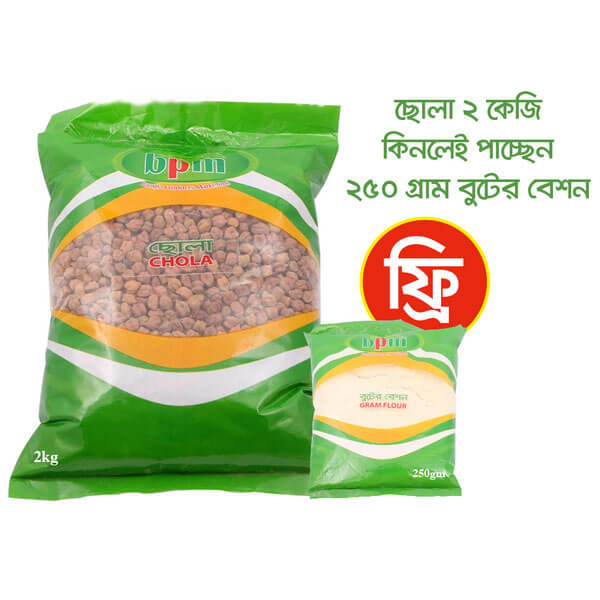 ছোলা ২ কেজি
কিনলেই পাচ্ছেন
২৫০ গ্রাম বুটের বেশন
ফ্রি
bpm
ছোলা
CHOLA
2kg
bpm
বুটের বেশন
GRAM FLOUR
250gm